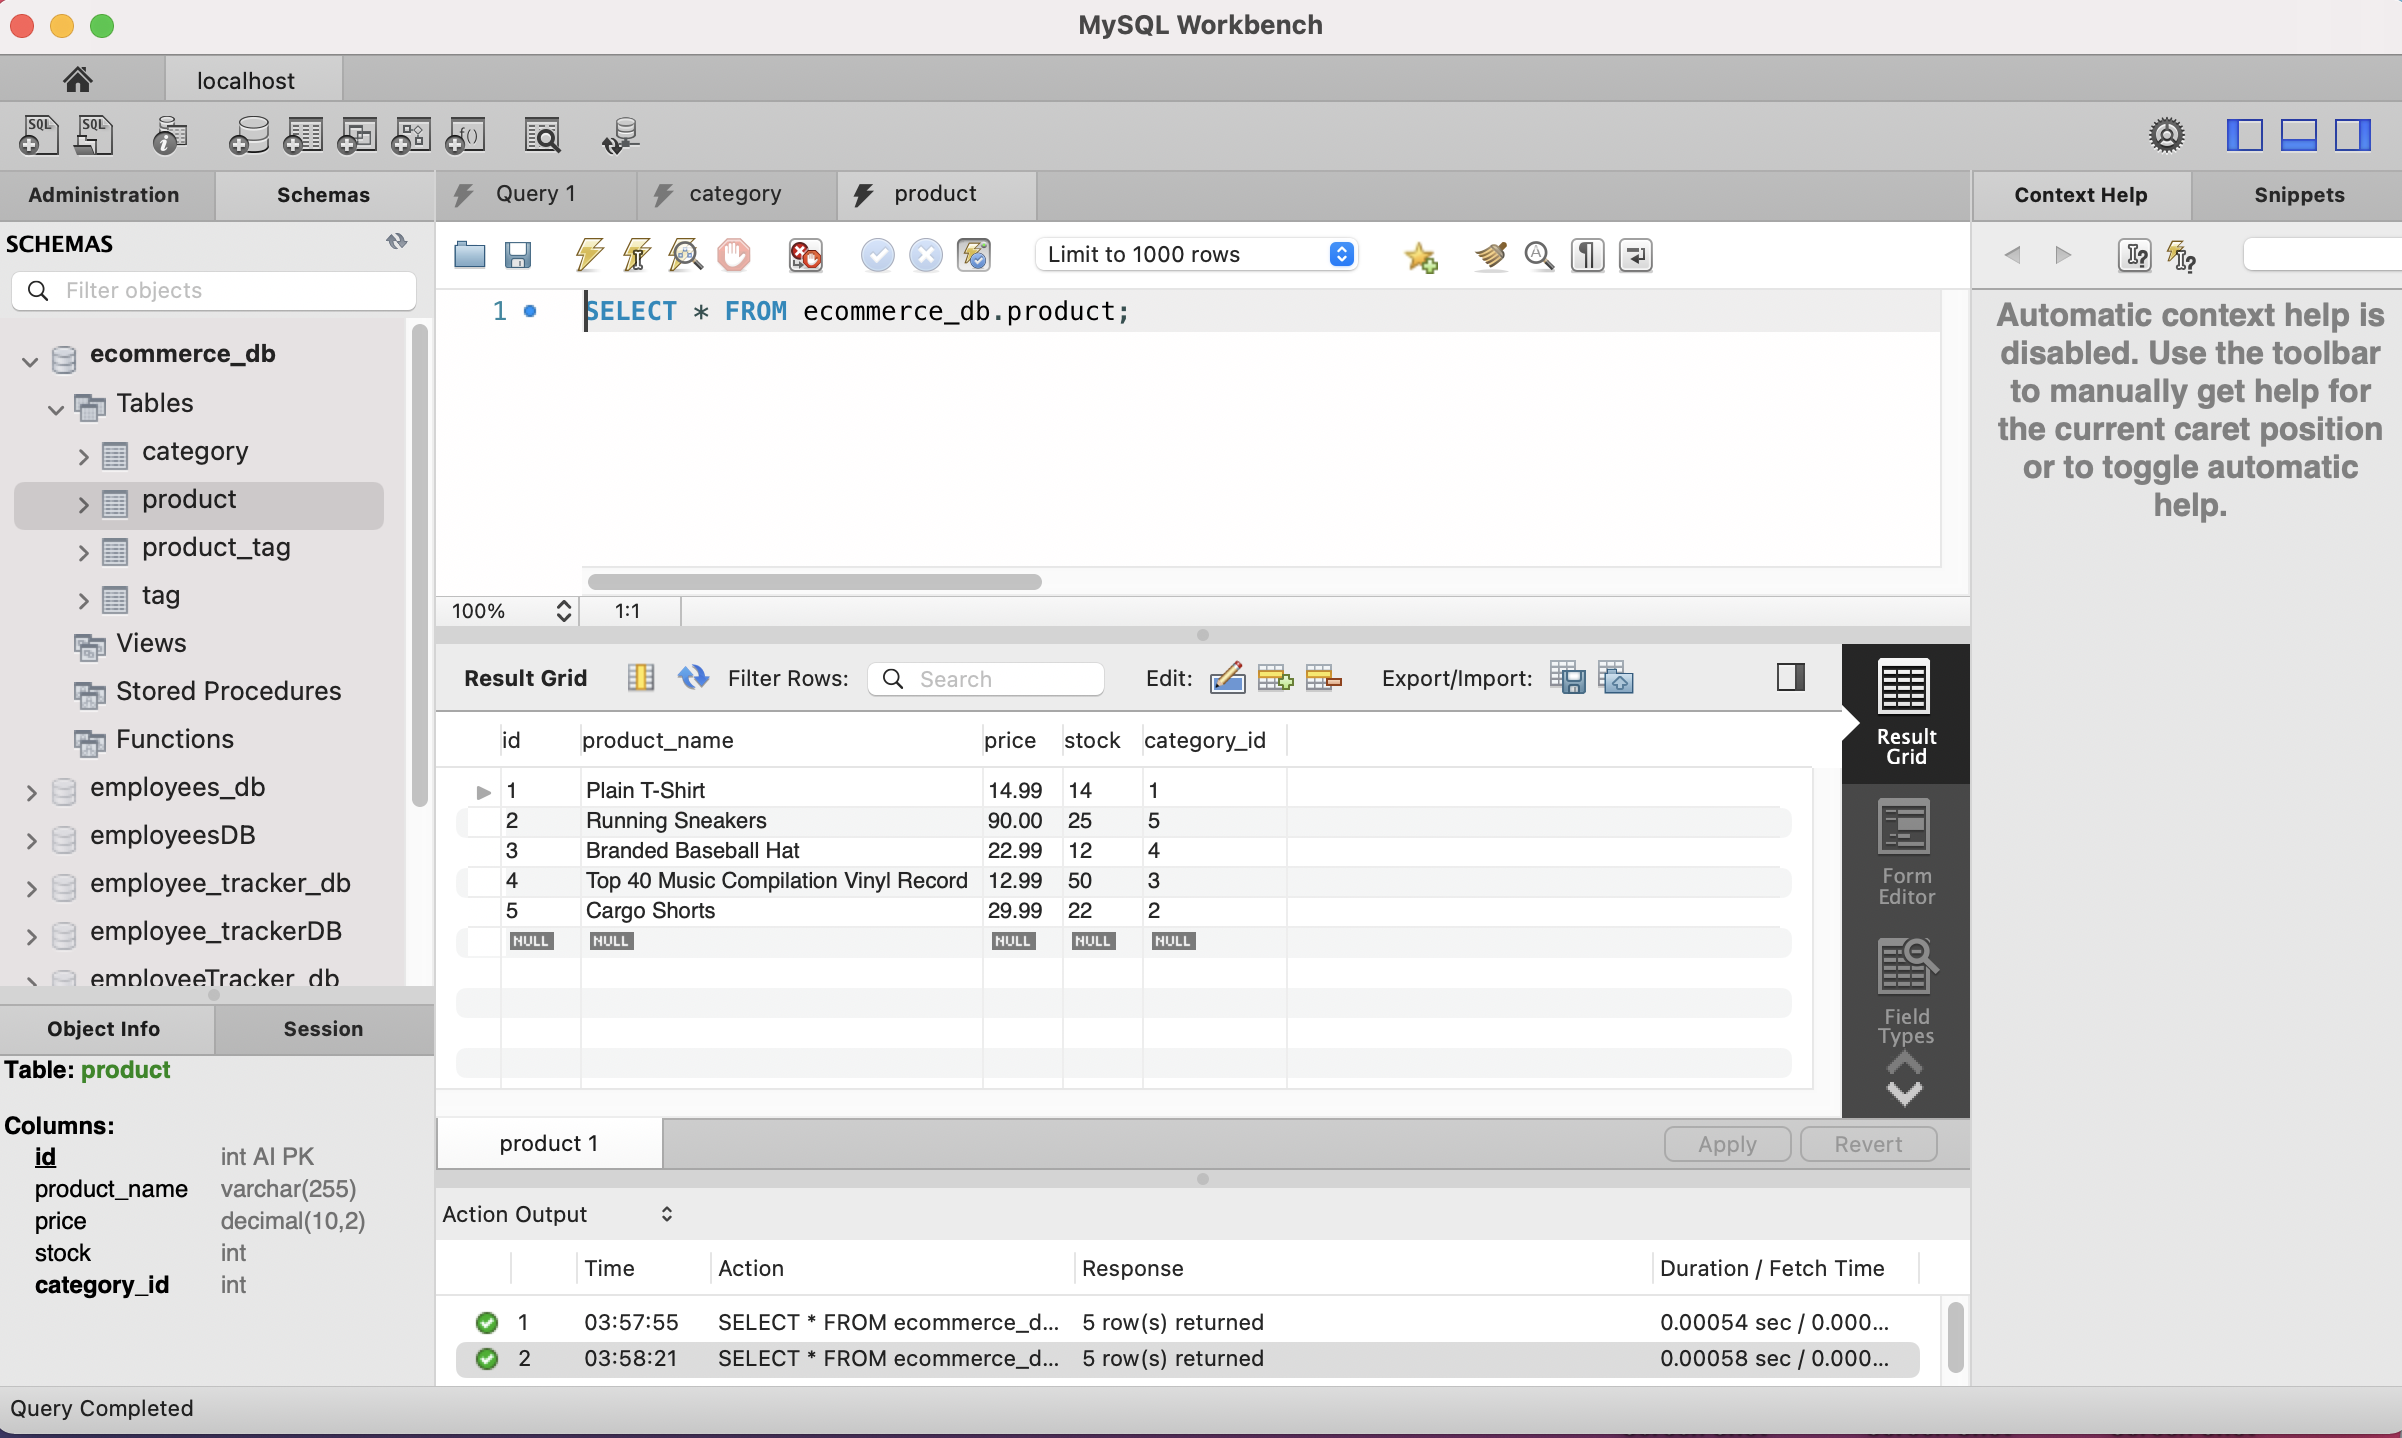 MySQL Workbench
localhost
Administration Schemas
SCHEMAS
Filter objects
ecommerce_db
Tables
category
product
product_tag
tag
Views
Stored Procedures
Functions
employees_db
employeesDB
employee_tracker_db
employee_trackerDB
employeeTracker_db
Object Info Session
Table: product
Columns:
id int AI PK
product_name varchar(255)
price decimal(10,2)
stock int
category_id int
Query 1 category product
Limit to 1000 rows
1 SELECT * FROM ecommerce_db.product;
100% 1:1
Result Grid Filter Rows: Search Edit: Export/Import:
id product_name price stock category_id
1 Plain T-Shirt 14.99 14 1
2 Running Sneakers 90.00 25 5
3 Branded Baseball Hat 22.99 12 4
4 Top 40 Music Compilation Vinyl Record 12.99 50 3
5 Cargo Shorts 29.99 22 2
NULL NULL NULL NULL NULL
Result
Grid
Form
Editor
Field
Types
product 1 Apply Revert
Action Output
Time Action Response Duration / Fetch Time
1 03:57:55 SELECT * FROM ecommerce_d... 5 row(s) returned 0.00054 sec / 0.000...
2 03:58:21 SELECT * FROM ecommerce_d... 5 row(s) returned 0.00058 sec / 0.000...
Context Help Snippets
Automatic context help is
disabled. Use the toolbar
to manually get help for
the current caret position
or to toggle automatic
help.
Query Completed